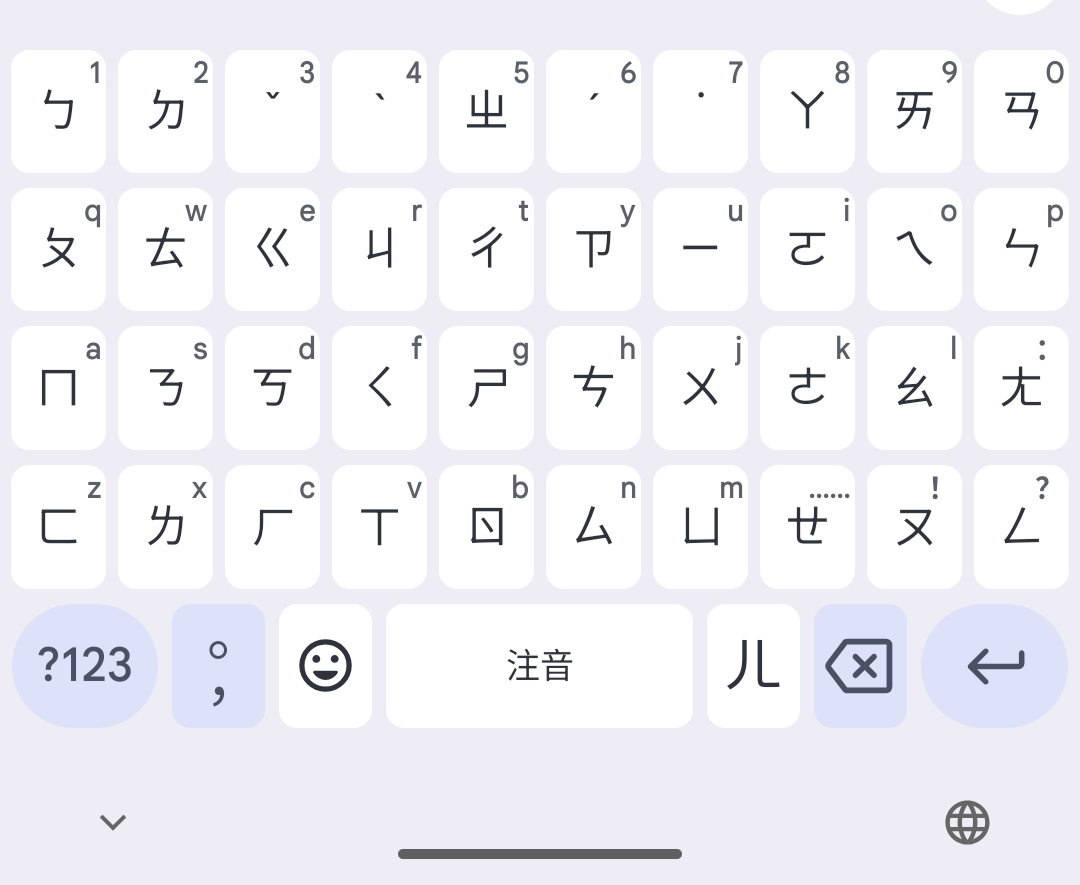 1 2 3 4 5 6 7 8 9 0
ㄅ ㄉ ˇ ˋ ㄓ ˊ ˙ ㄚ ㄞ ㄢ
q w e r t y u i o p
ㄆ ㄊ ㄍ ㄐ ㄔ ㄗ ㄧ ㄛ ㄟ ㄣ
a s d f g h j k l :
ㄇ ㄋ ㄎ ㄑ ㄕ ㄘ ㄨ ㄜ ㄠ ㄤ
z x c v b n m …… ! ?
ㄈ ㄌ ㄏ ㄒ ㄖ ㄙ ㄩ ㄝ ㄡ ㄥ
?123 。 , 注音 ㄦ